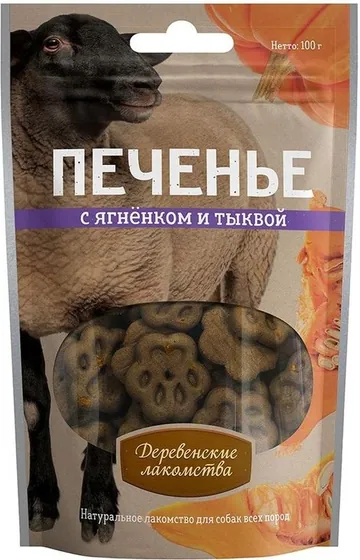 Нетто: 100 г
ПЕЧЕНЬЕ
С ЯГНЁНКОМ И ТЫКВОЙ
Деревенские
лакомства
Натуральное лакомство для собак всех пород